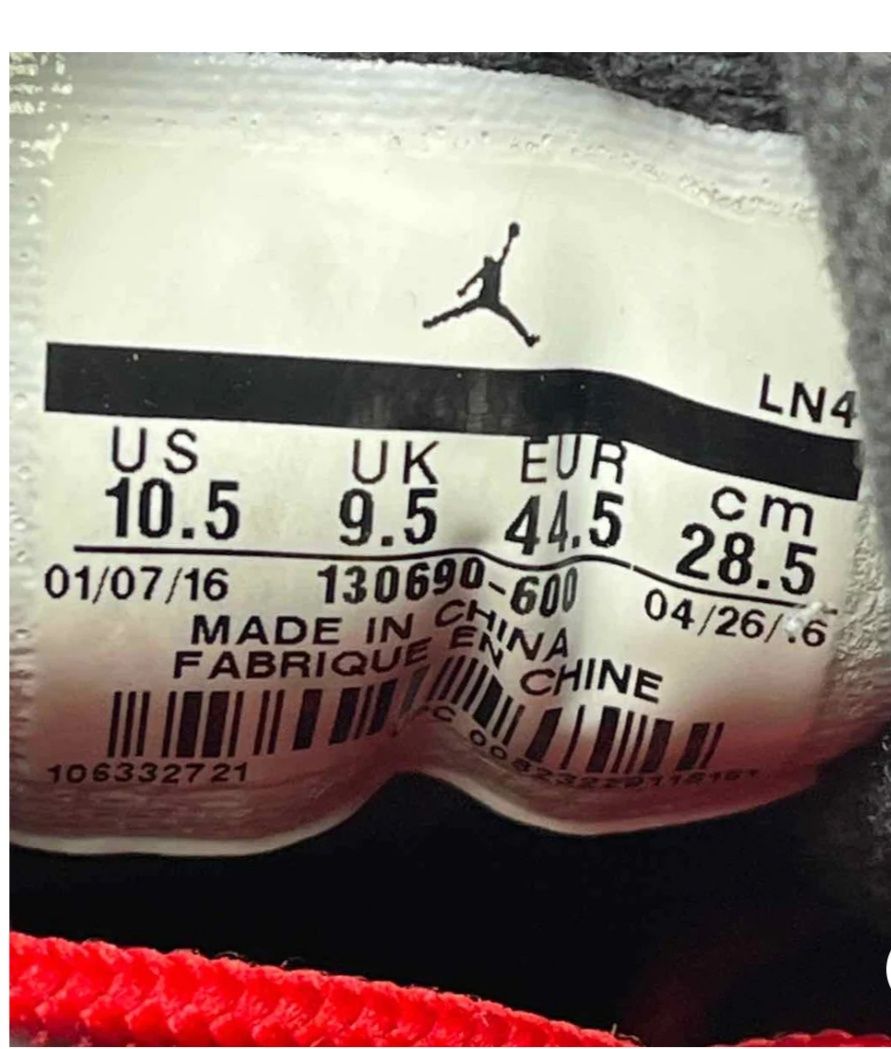 LN4
US UK EUR cm
10.5 9.5 44.5 28.5
01/07/16 130690-600 04/26/16
MADE IN CHINA
FABRIQUE EN CHINE
106332721